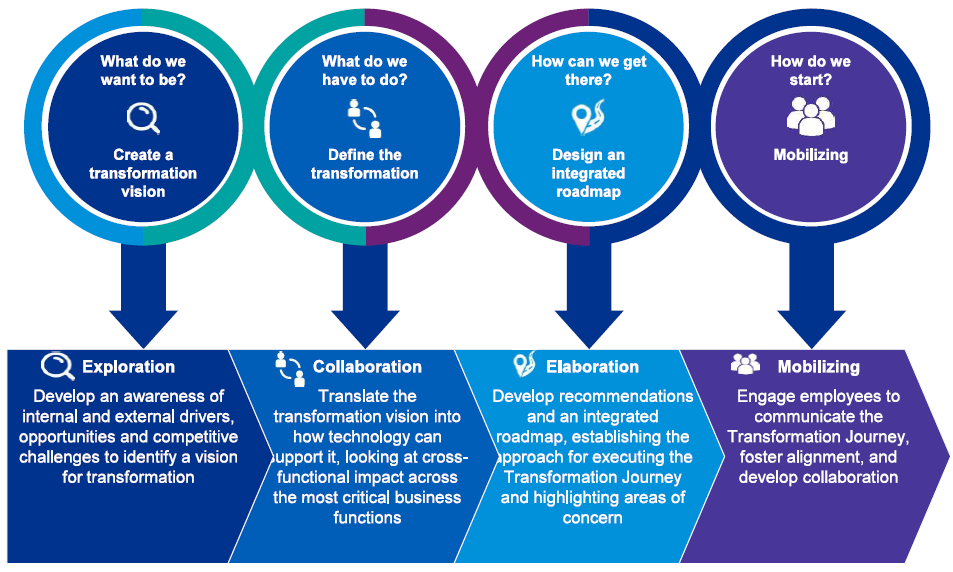 What do we
want to be?
Create a
transformation
vision
What do we
have to do?
Define the
transformation
How can we get
there?
Design an
integrated
roadmap
How do we
start?
Mobilizing
Exploration
Develop an awareness of
internal and external drivers,
opportunities and competitive
challenges to identify a vision
for transformation
Collaboration
Translate the
transformation vision into
how technology can
support it, looking at cross-
functional impact across
the most critical business
functions
Elaboration
Develop recommendations
and an integrated
roadmap, establishing the
approach for executing the
Transformation Journey
and highlighting areas of
concern
Mobilizing
Engage employees to
communicate the
Transformation Journey,
foster alignment, and
develop collaboration